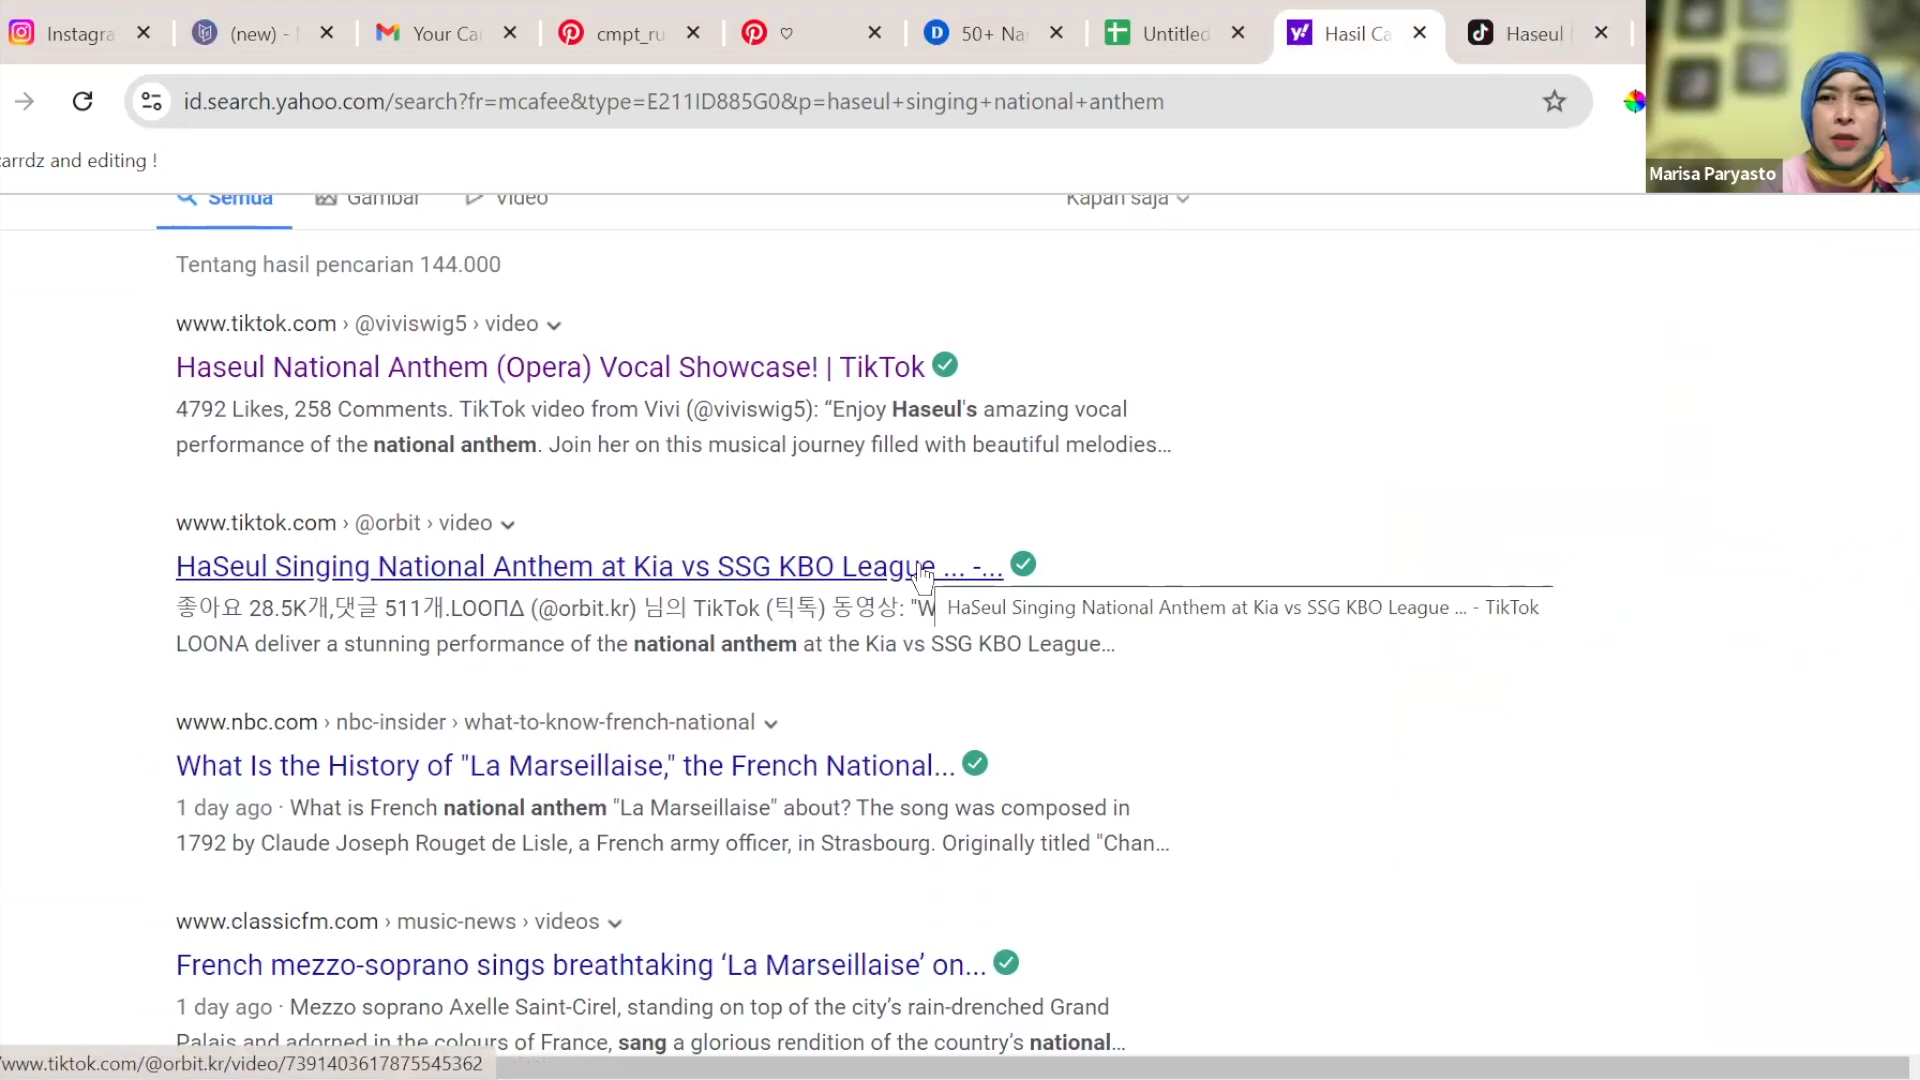 Instagra
(new) -
Your Ca
cmpt_ru
♡
50+ Na
Untitled
Hasil Ca
Haseul
id.search.yahoo.com/search?fr=mcafee&type=E211ID885G0&p=haseul+singing+national+anthem
carrdz and editing !
Marisa Paryasto
Semua
Gambar
Video
Kapan saja
Tentang hasil pencarian 144.000
www.tiktok.com › @viviswig5 › video
Haseul National Anthem (Opera) Vocal Showcase! | TikTok
4792 Likes, 258 Comments. TikTok video from Vivi (@viviswig5): “Enjoy Haseul's amazing vocal
performance of the national anthem. Join her on this musical journey filled with beautiful melodies...
www.tiktok.com › @orbit › video
HaSeul Singing National Anthem at Kia vs SSG KBO League ... -...
좋아요 28.5K개,댓글 511개.LOOΠΔ (@orbit.kr) 님의 TikTok (틱톡) 동영상: "W
HaSeul Singing National Anthem at Kia vs SSG KBO League ... - TikTok
LOONA deliver a stunning performance of the national anthem at the Kia vs SSG KBO League...
www.nbc.com › nbc-insider › what-to-know-french-national
What Is the History of "La Marseillaise," the French National...
1 day ago · What is French national anthem "La Marseillaise" about? The song was composed in
1792 by Claude Joseph Rouget de Lisle, a French army officer, in Strasbourg. Originally titled "Chan...
www.classicfm.com › music-news › videos
French mezzo-soprano sings breathtaking ‘La Marseillaise’ on...
1 day ago · Mezzo soprano Axelle Saint-Cirel, standing on top of the city’s rain-drenched Grand
Palais and adorned in the colours of France, sang a glorious rendition of the country’s national...
www.tiktok.com/@orbit.kr/video/7391403617875545362